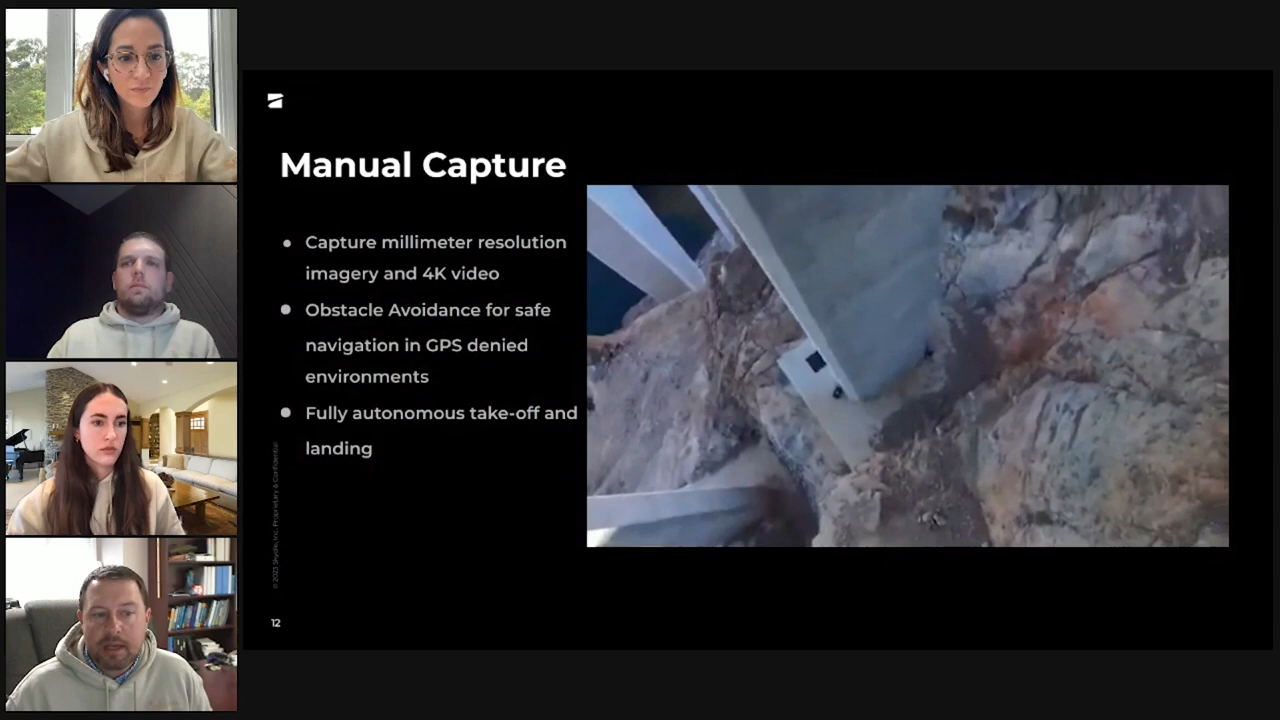 Manual Capture
Capture millimeter resolution
imagery and 4K video
Obstacle Avoidance for safe
navigation in GPS denied
environments
Fully autonomous take-off and
landing
© 2023 Skydio, Inc. Proprietary & Confidential
12